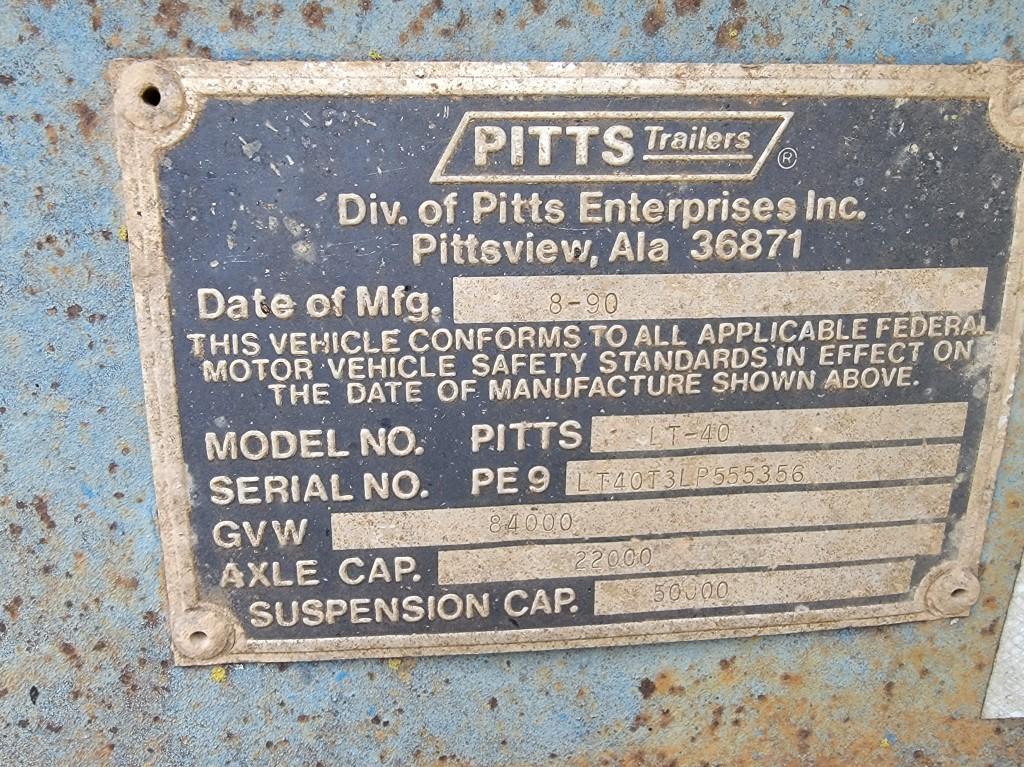 PITTS Trailers ®
Div. of Pitts Enterprises Inc.
Pittsview, Ala 36871
Date of Mfg. 8-90
THIS VEHICLE CONFORMS TO ALL APPLICABLE FEDERAL
MOTOR VEHICLE SAFETY STANDARDS IN EFFECT ON
THE DATE OF MANUFACTURE SHOWN ABOVE.
MODEL NO. PITTS LT-40
SERIAL NO. PE9 LT40T3LP555356
GVW 84000
AXLE CAP. 22000
SUSPENSION CAP. 50000